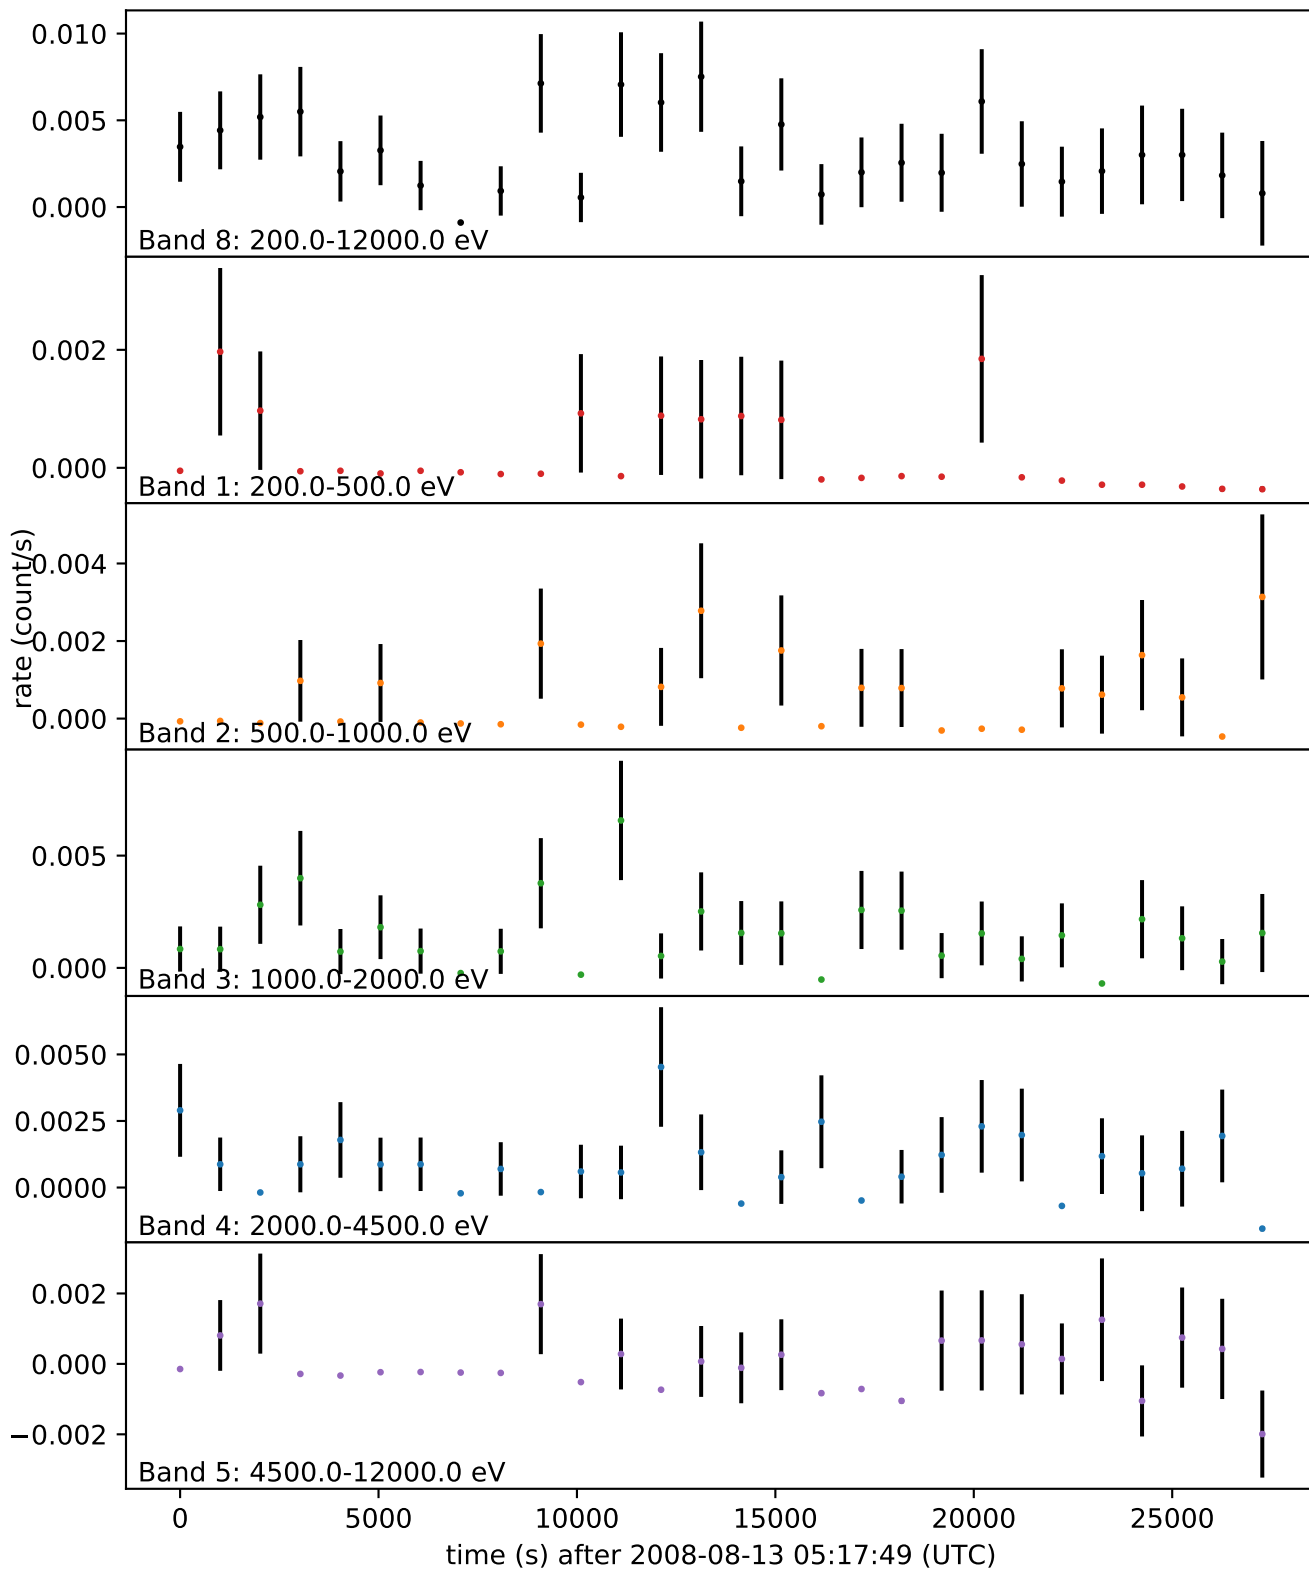 0.010
0.005
0.000
Band 8: 200.0-12000.0 eV
0.002
0.000
Band 1: 200.0-500.0 eV
rate (count/s)
0.004
0.002
0.000
Band 2: 500.0-1000.0 eV
0.005
0.000
Band 3: 1000.0-2000.0 eV
0.0050
0.0025
0.0000
Band 4: 2000.0-4500.0 eV
0.002
0.000
−0.002
Band 5: 4500.0-12000.0 eV
0 5000 10000 15000 20000 25000
time (s) after 2008-08-13 05:17:49 (UTC)